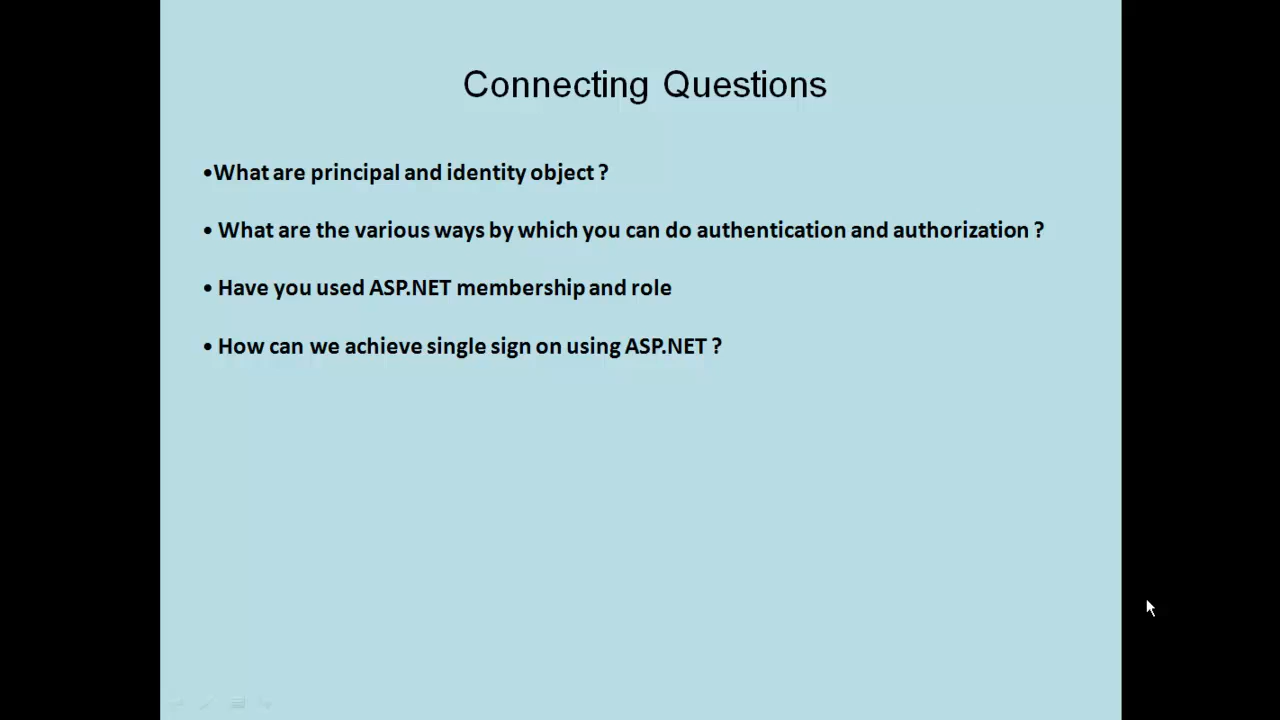 Connecting Questions
•What are principal and identity object ?
• What are the various ways by which you can do authentication and authorization ?
• Have you used ASP.NET membership and role
• How can we achieve single sign on using ASP.NET ?